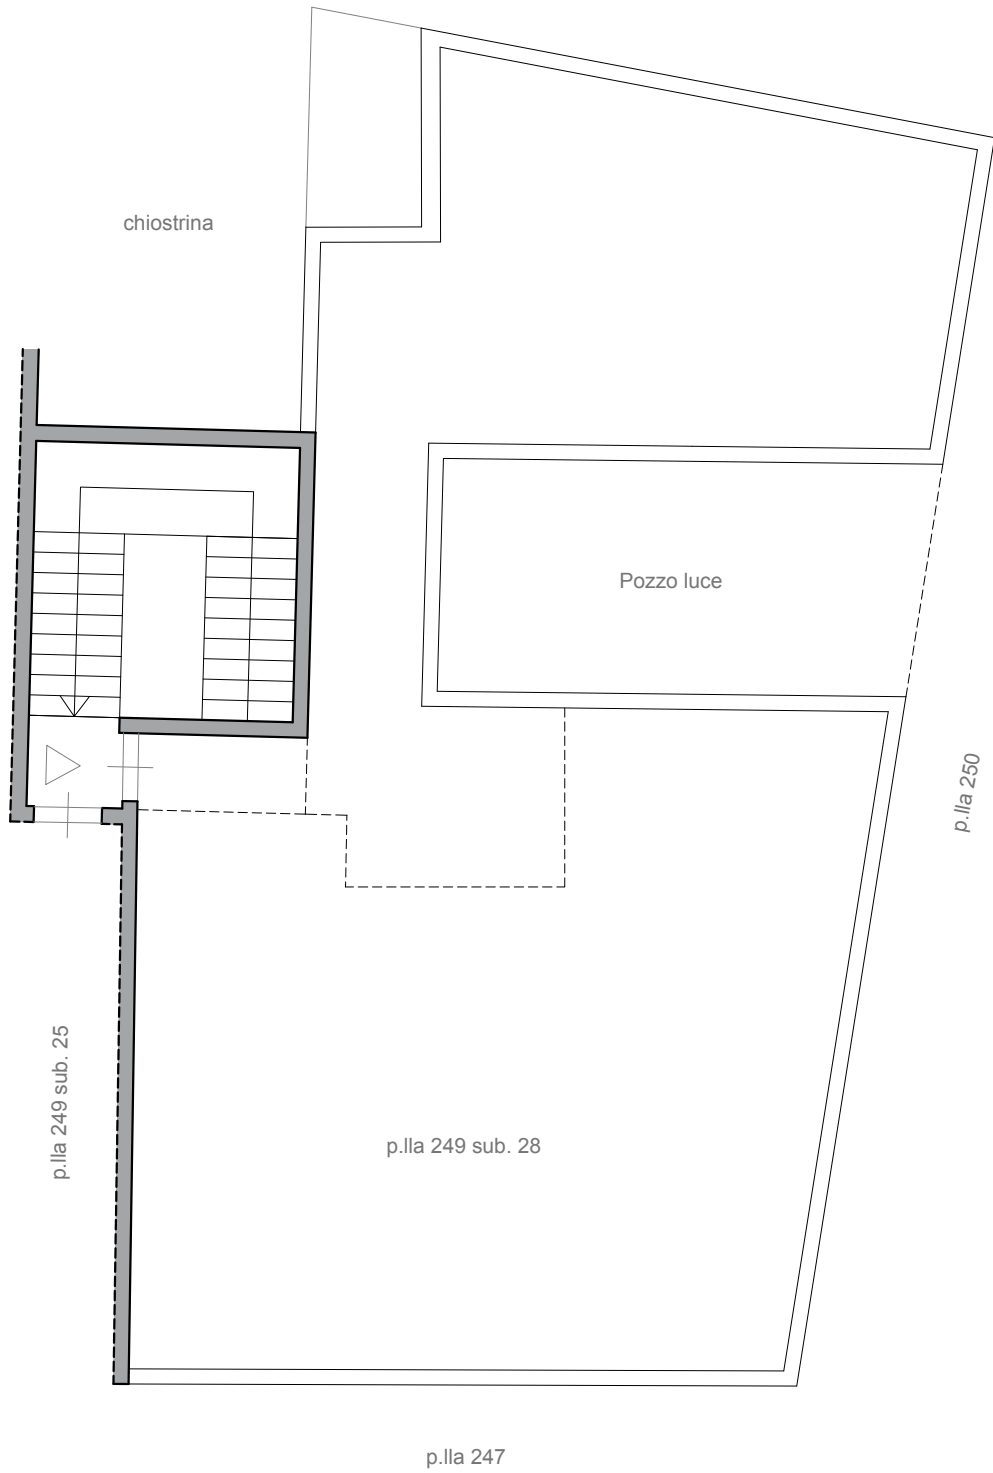 chiostrina
Pozzo luce
p.lla 250
p.lla 249 sub. 25
p.lla 249 sub. 28
p.lla 247